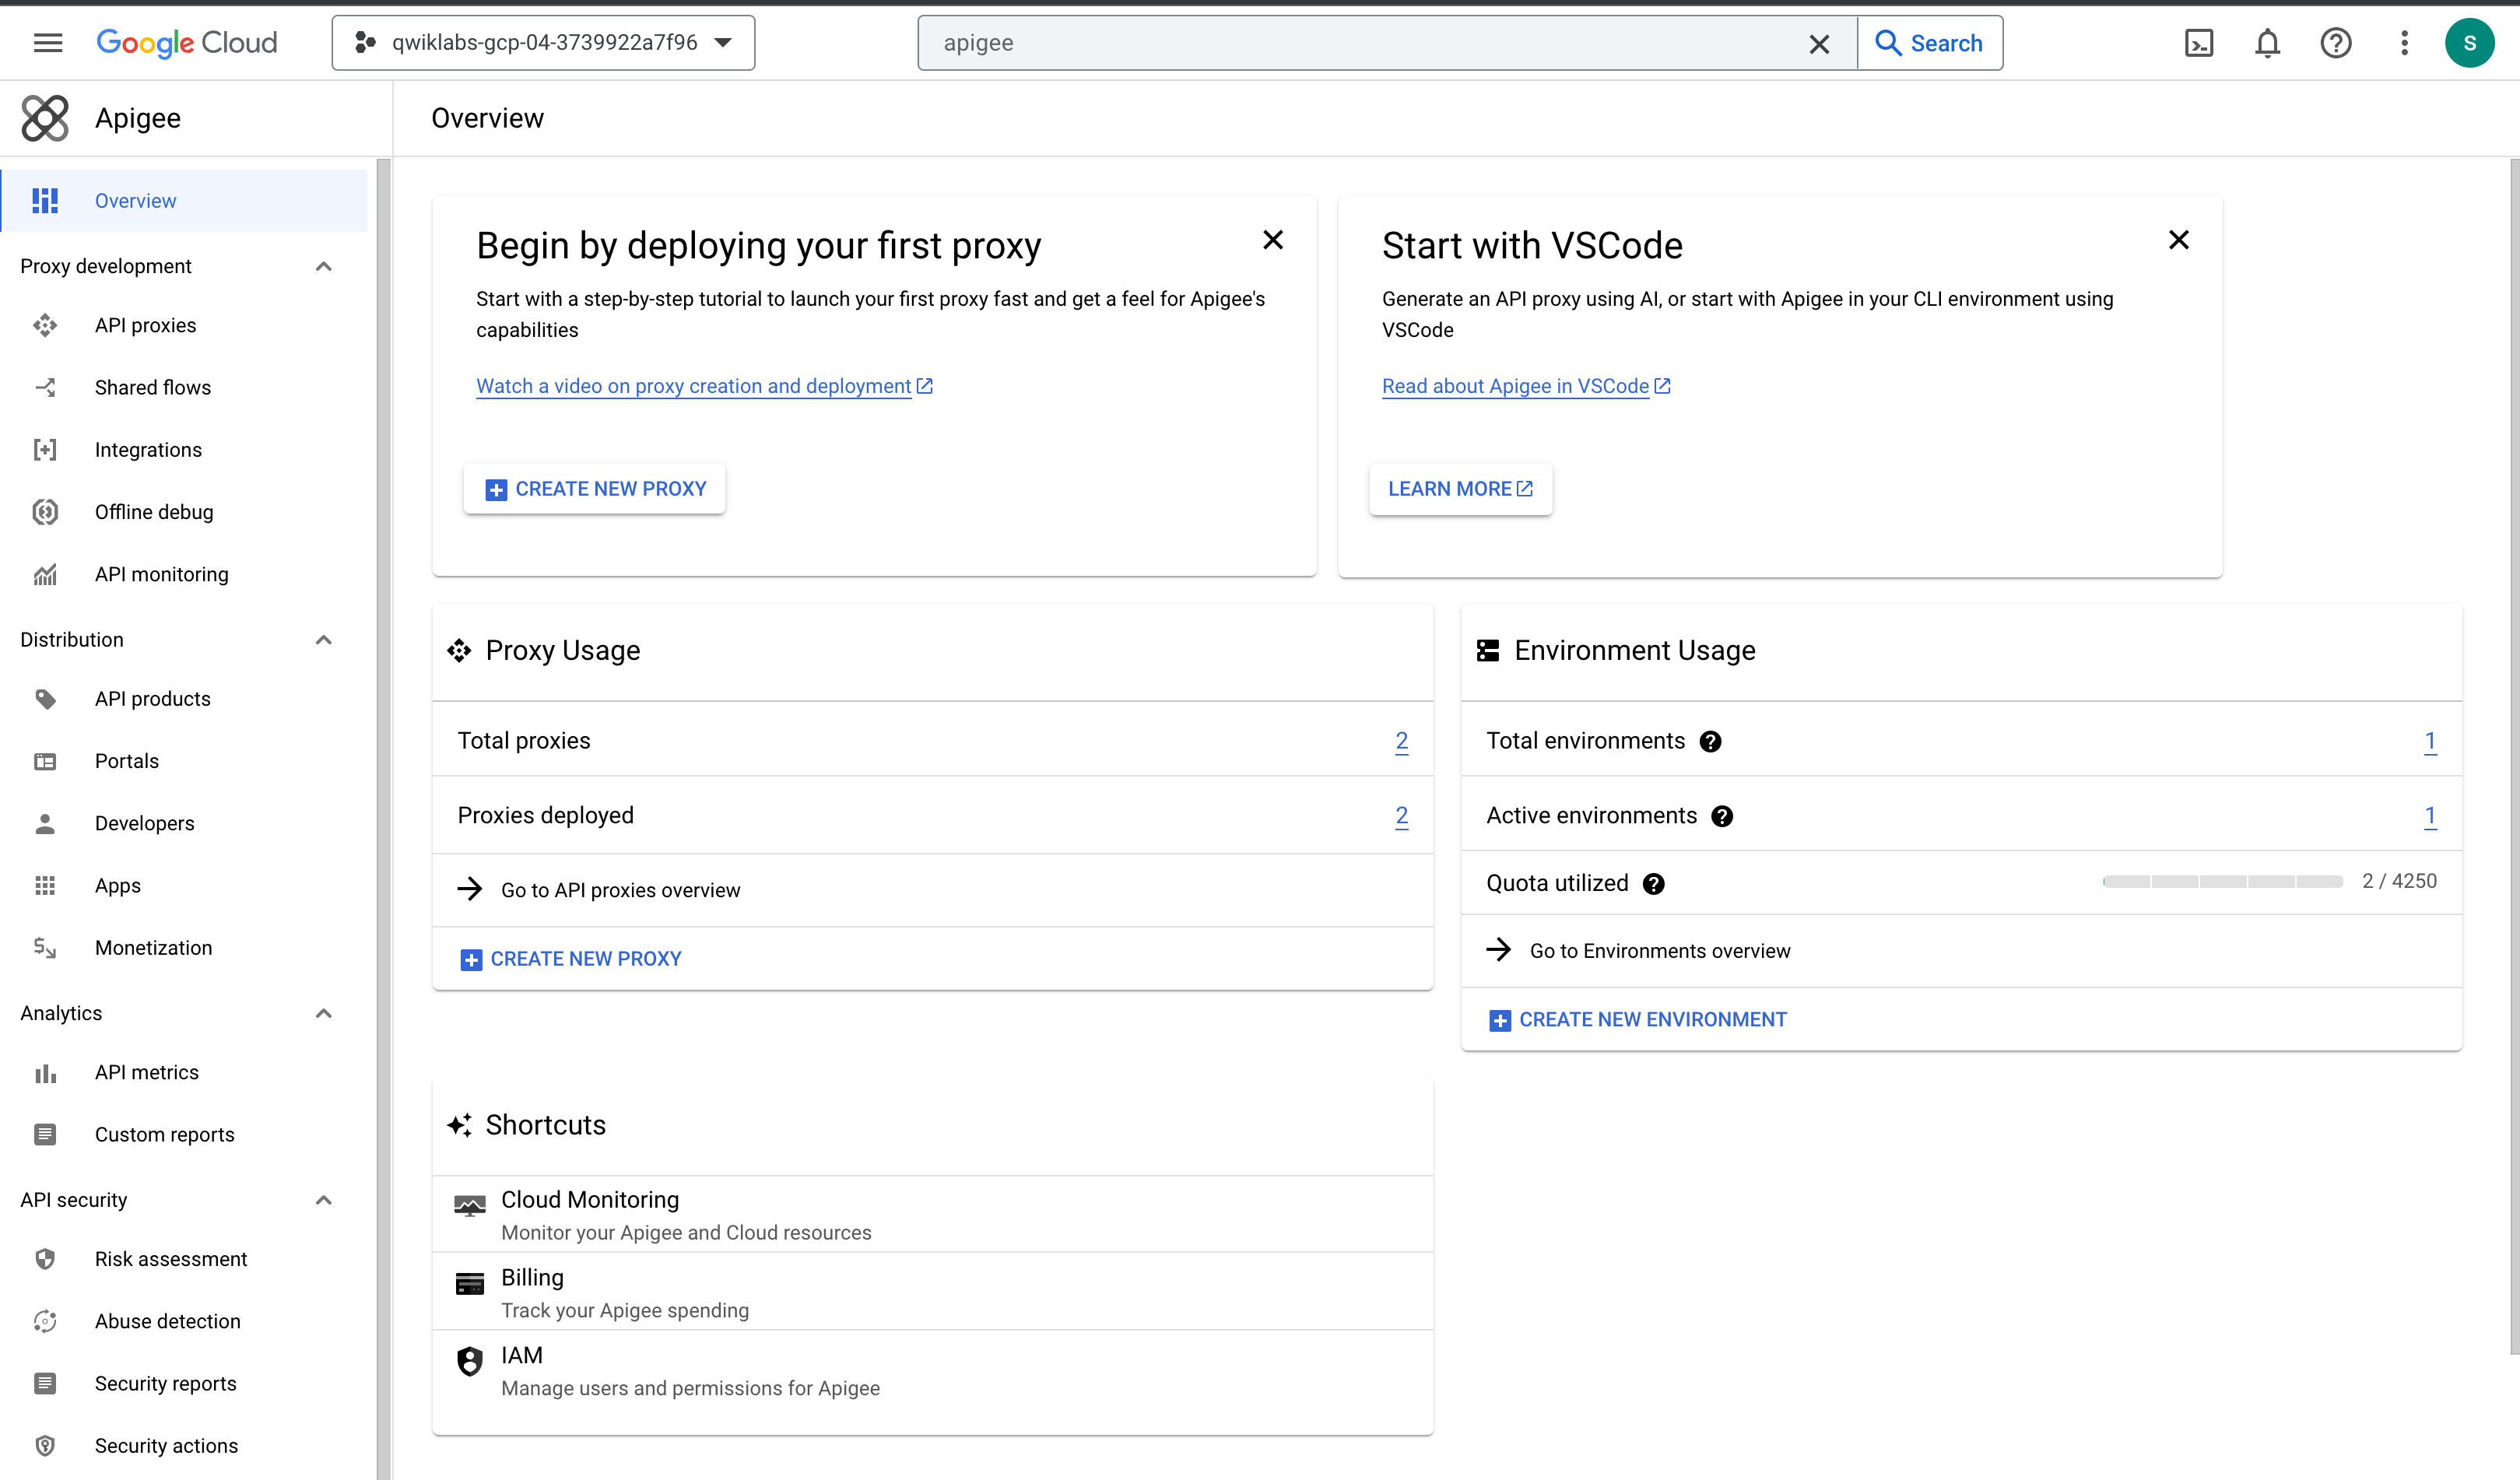 Google Cloud
qwiklabs-gcp-04-3739922a7f96
apigee
Search
S
Apigee
Overview
Overview
Proxy development
API proxies
Shared flows
Integrations
Offline debug
API monitoring
Distribution
API products
Portals
Developers
Apps
Monetization
Analytics
API metrics
Custom reports
API security
Risk assessment
Abuse detection
Security reports
Security actions
Begin by deploying your first proxy
Start with a step-by-step tutorial to launch your first proxy fast and get a feel for Apigee's
capabilities
Watch a video on proxy creation and deployment
CREATE NEW PROXY
Start with VSCode
Generate an API proxy using AI, or start with Apigee in your CLI environment using
VSCode
Read about Apigee in VSCode
LEARN MORE
Proxy Usage
Total proxies 2
Proxies deployed 2
Go to API proxies overview
CREATE NEW PROXY
Environment Usage
Total environments 1
Active environments 1
Quota utilized 2 / 4250
Go to Environments overview
CREATE NEW ENVIRONMENT
Shortcuts
Cloud Monitoring
Monitor your Apigee and Cloud resources
Billing
Track your Apigee spending
IAM
Manage users and permissions for Apigee